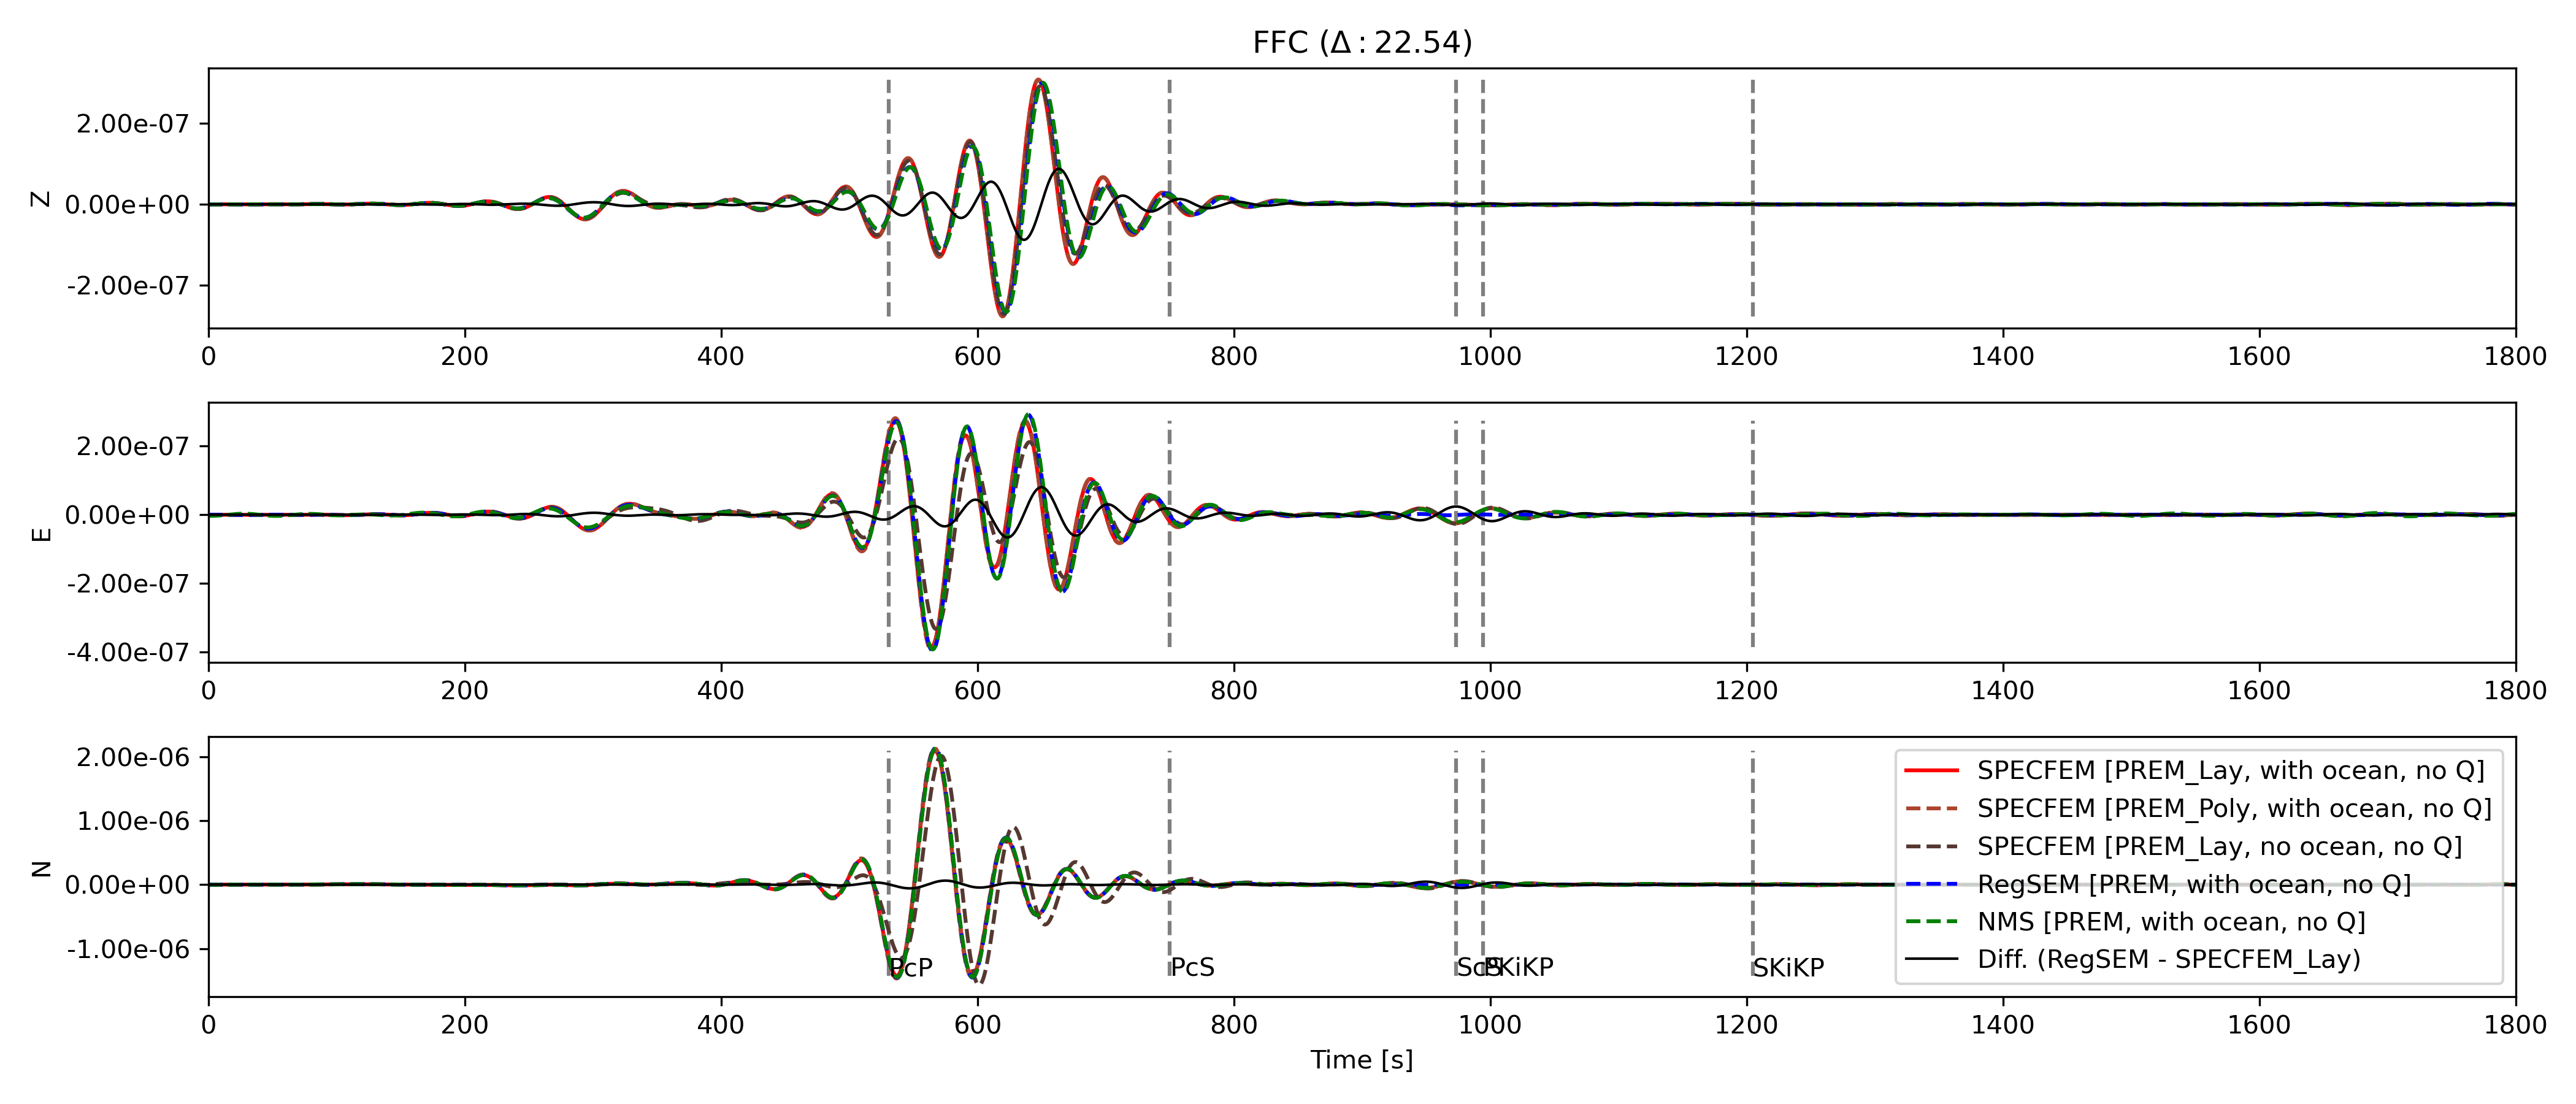 FFC (Δ : 22.54)
2.00e-07
0.00e+00
-2.00e-07
Z
0 200 400 600 800 1000 1200 1400 1600 1800
2.00e-07
0.00e+00
-2.00e-07
-4.00e-07
E
0 200 400 600 800 1000 1200 1400 1600 1800
2.00e-06
1.00e-06
0.00e+00
-1.00e-06
N
SPECFEM [PREM_Lay, with ocean, no Q]
SPECFEM [PREM_Poly, with ocean, no Q]
SPECFEM [PREM_Lay, no ocean, no Q]
RegSEM [PREM, with ocean, no Q]
NMS [PREM, with ocean, no Q]
Diff. (RegSEM - SPECFEM_Lay)
PcP PcS ScS PKiKP SKiKP
0 200 400 600 800 1000 1200 1400 1600 1800
Time [s]